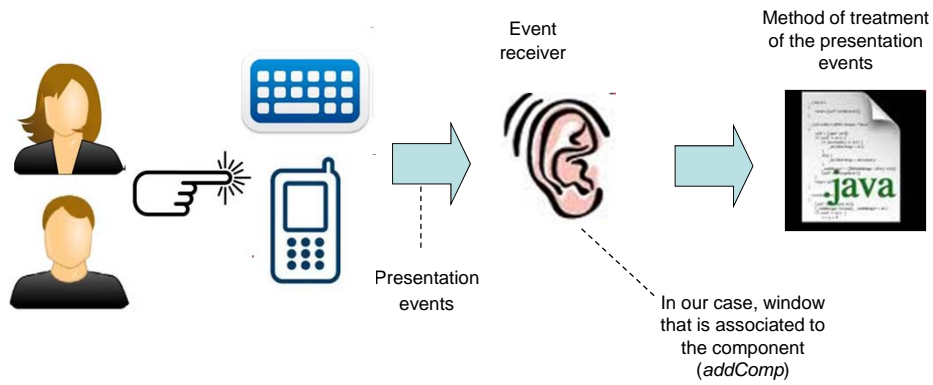 Event
receiver
Method of treatment
of the presentation
events
.java
Presentation
events
In our case, window
that is associated to
the component
(addComp)